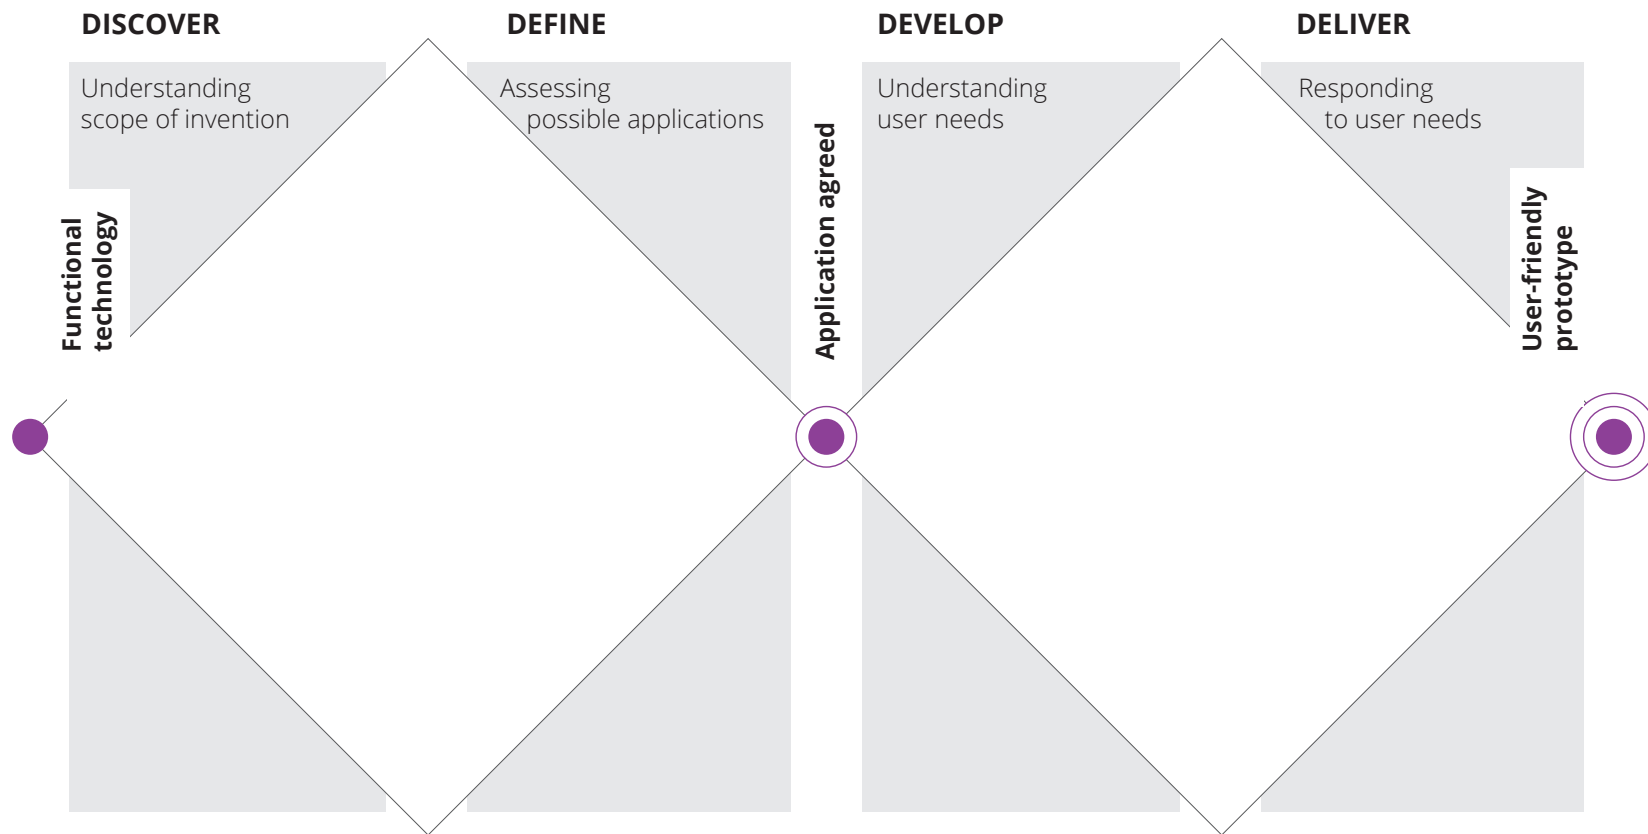 DISCOVER
DEFINE
DEVELOP
DELIVER
Understanding
scope of invention
Assessing
possible applications
Understanding
user needs
Responding
to user needs
Functional
technology
Application agreed
User-friendly
prototype